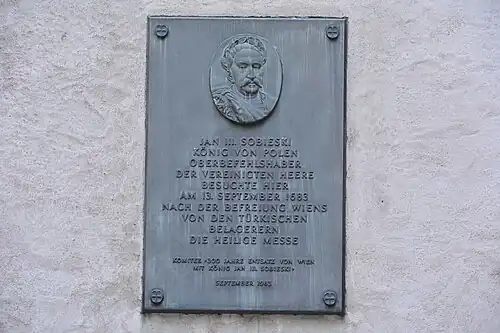 JAN III. SOBIESKI
KÖNIG VON POLEN
OBERBEFEHLSHABER
DER VEREINIGTEN HEERE
BESUCHTE HIER
AM 13. SEPTEMBER 1683
NACH DER BEFREIUNG WIENS
VON DEN TÜRKISCHEN
BELAGERERN
DIE HEILIGE MESSE
KOMITEE »300 JAHRE ENTSATZ VON WIEN
MIT KÖNIG JAN III. SOBIESKI«
SEPTEMBER 1983